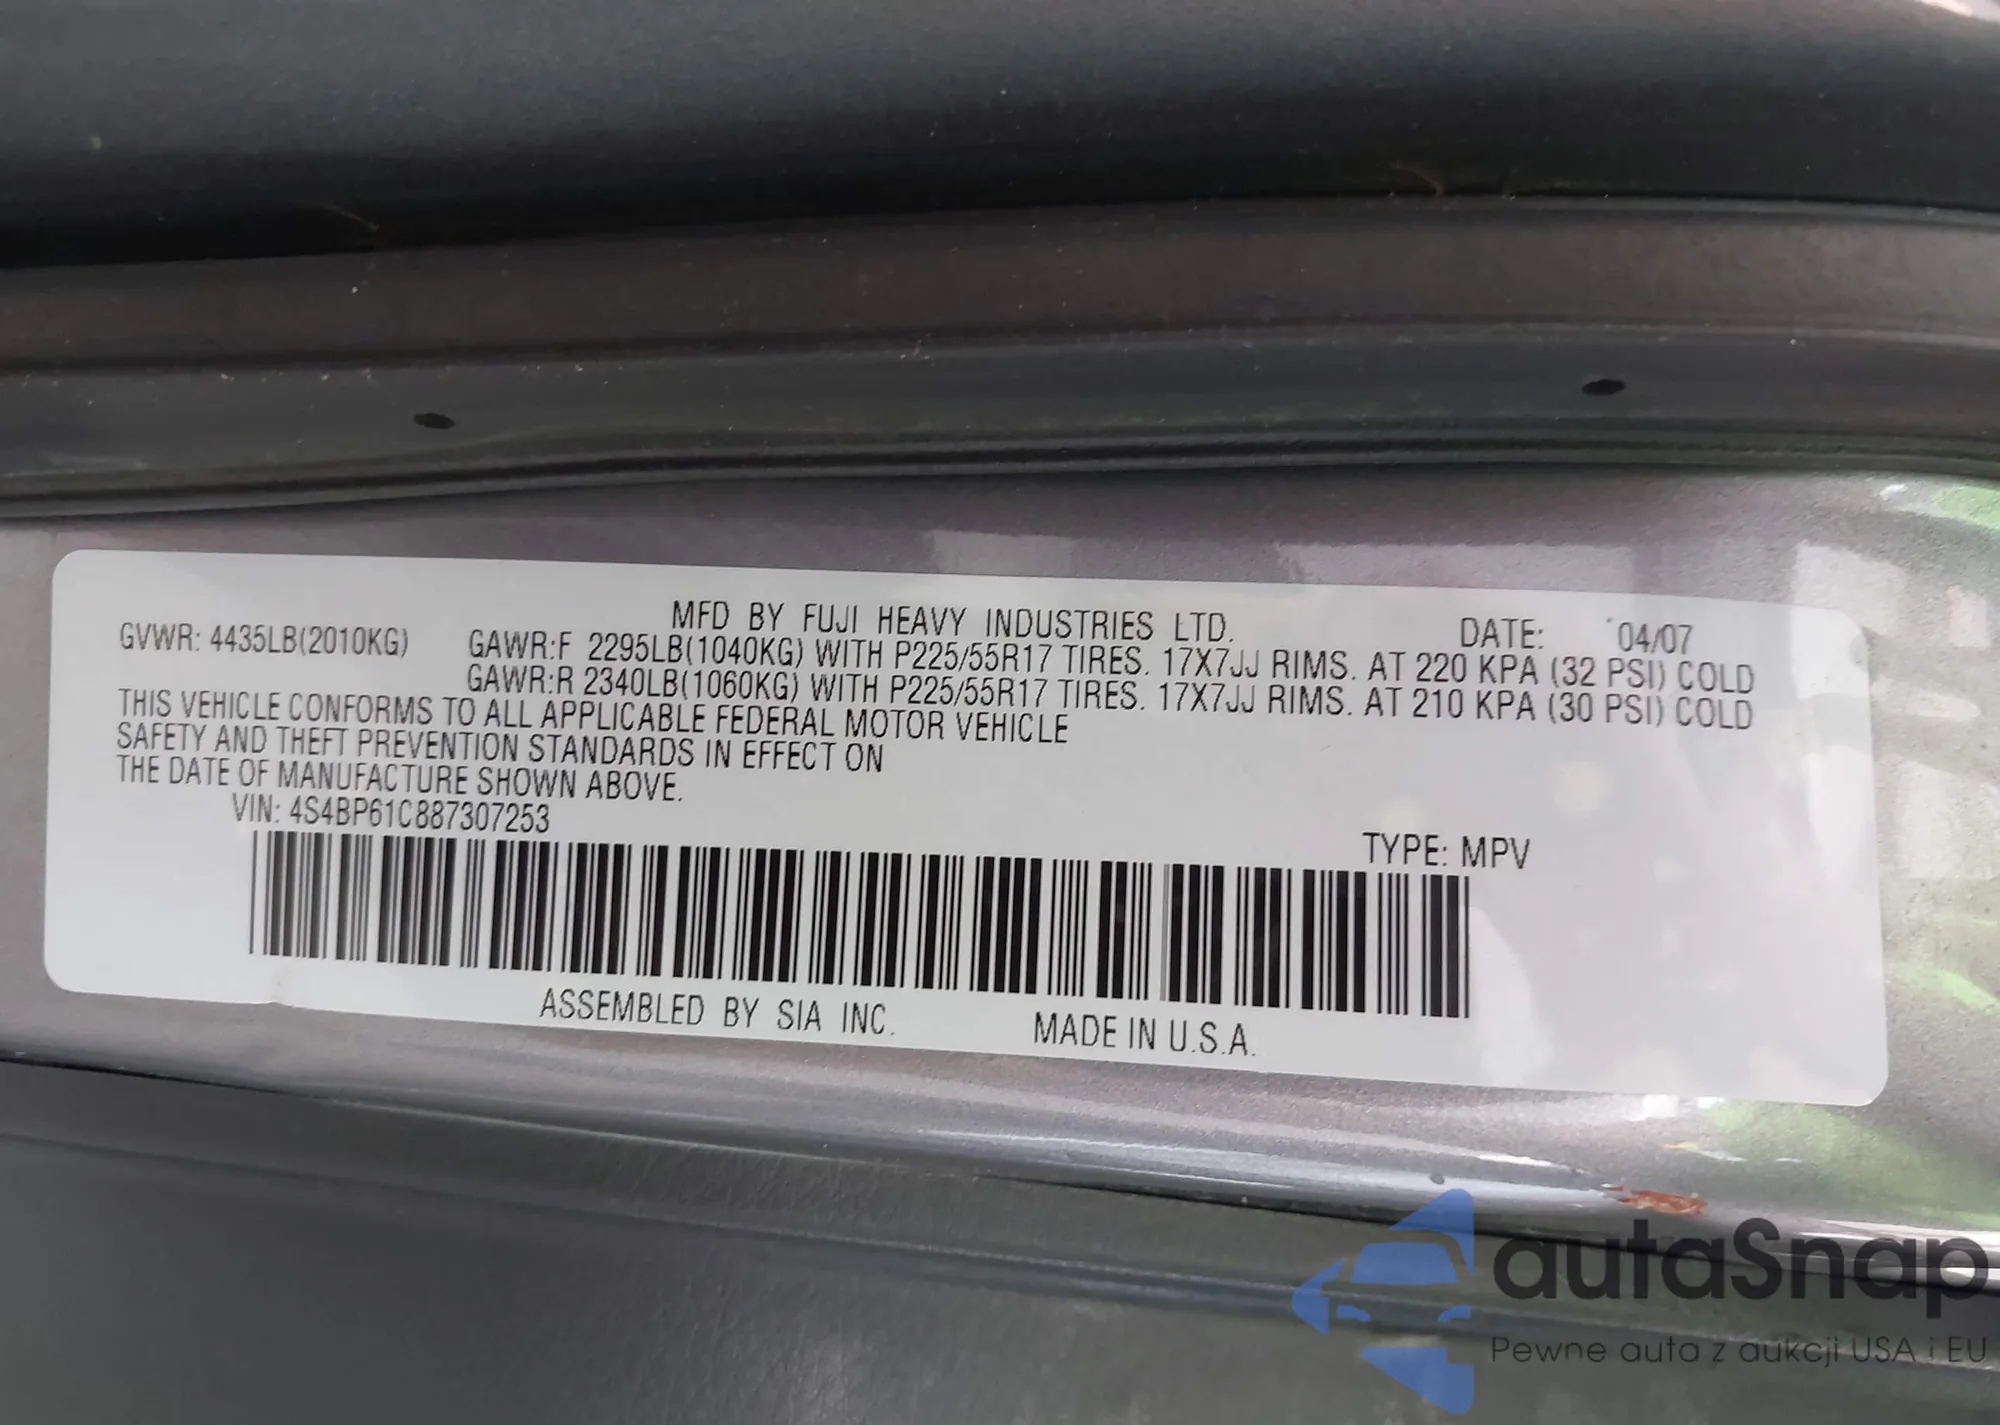 MFD BY FUJI HEAVY INDUSTRIES LTD. DATE: 04/07
GVWR: 4435LB(2010KG) GAWR:F 2295LB(1040KG) WITH P225/55R17 TIRES. 17X7JJ RIMS. AT 220 KPA (32 PSI) COLD
GAWR:R 2340LB(1060KG) WITH P225/55R17 TIRES. 17X7JJ RIMS. AT 210 KPA (30 PSI) COLD
THIS VEHICLE CONFORMS TO ALL APPLICABLE FEDERAL MOTOR VEHICLE
SAFETY AND THEFT PREVENTION STANDARDS IN EFFECT ON
THE DATE OF MANUFACTURE SHOWN ABOVE.
VIN: 4S4BP61C887307253
TYPE: MPV
ASSEMBLED BY SIA INC. MADE IN U.S.A.
autaSnap
Pewne auta z aukcji USA i EU